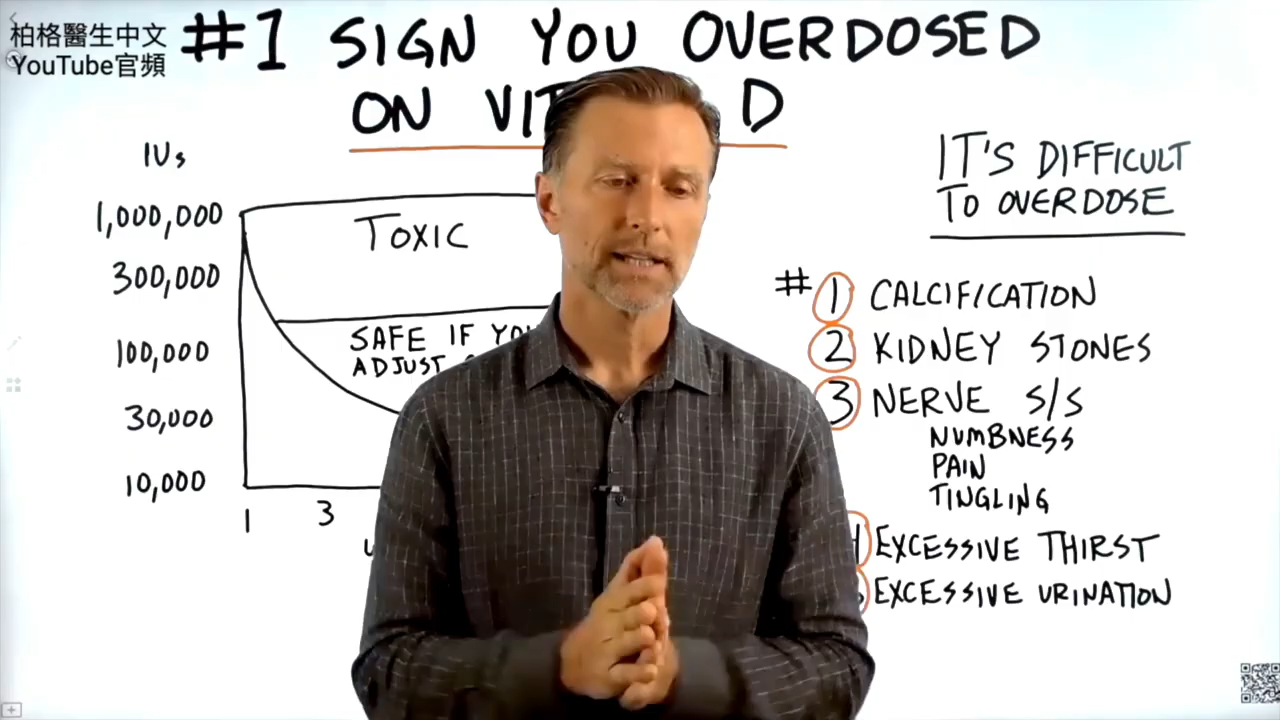 柏格醫生中文
YouTube官頻
#1 SIGN YOU OVERDOSED
ON VIT D
IUs
1,000,000
300,000
100,000
30,000
10,000
1 3
TOXIC
SAFE IF YOU
ADJUST
IT'S DIFFICULT
TO OVERDOSE
# 1 CALCIFICATION
2 KIDNEY STONES
3 NERVE S/S
NUMBNESS
PAIN
TINGLING
4 EXCESSIVE THIRST
EXCESSIVE URINATION